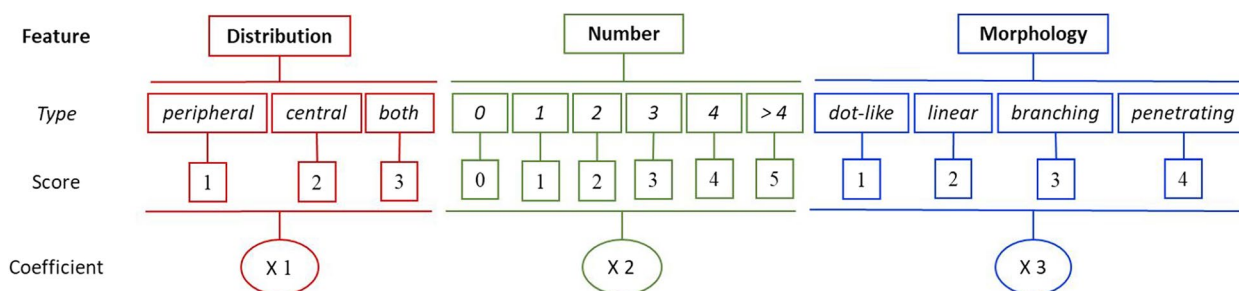 Feature Distribution Number Morphology
Type peripheral central both 0 1 2 3 4 > 4 dot-like linear branching penetrating
Score 1 2 3 0 1 2 3 4 5 1 2 3 4
Coefficient X 1 X 2 X 3